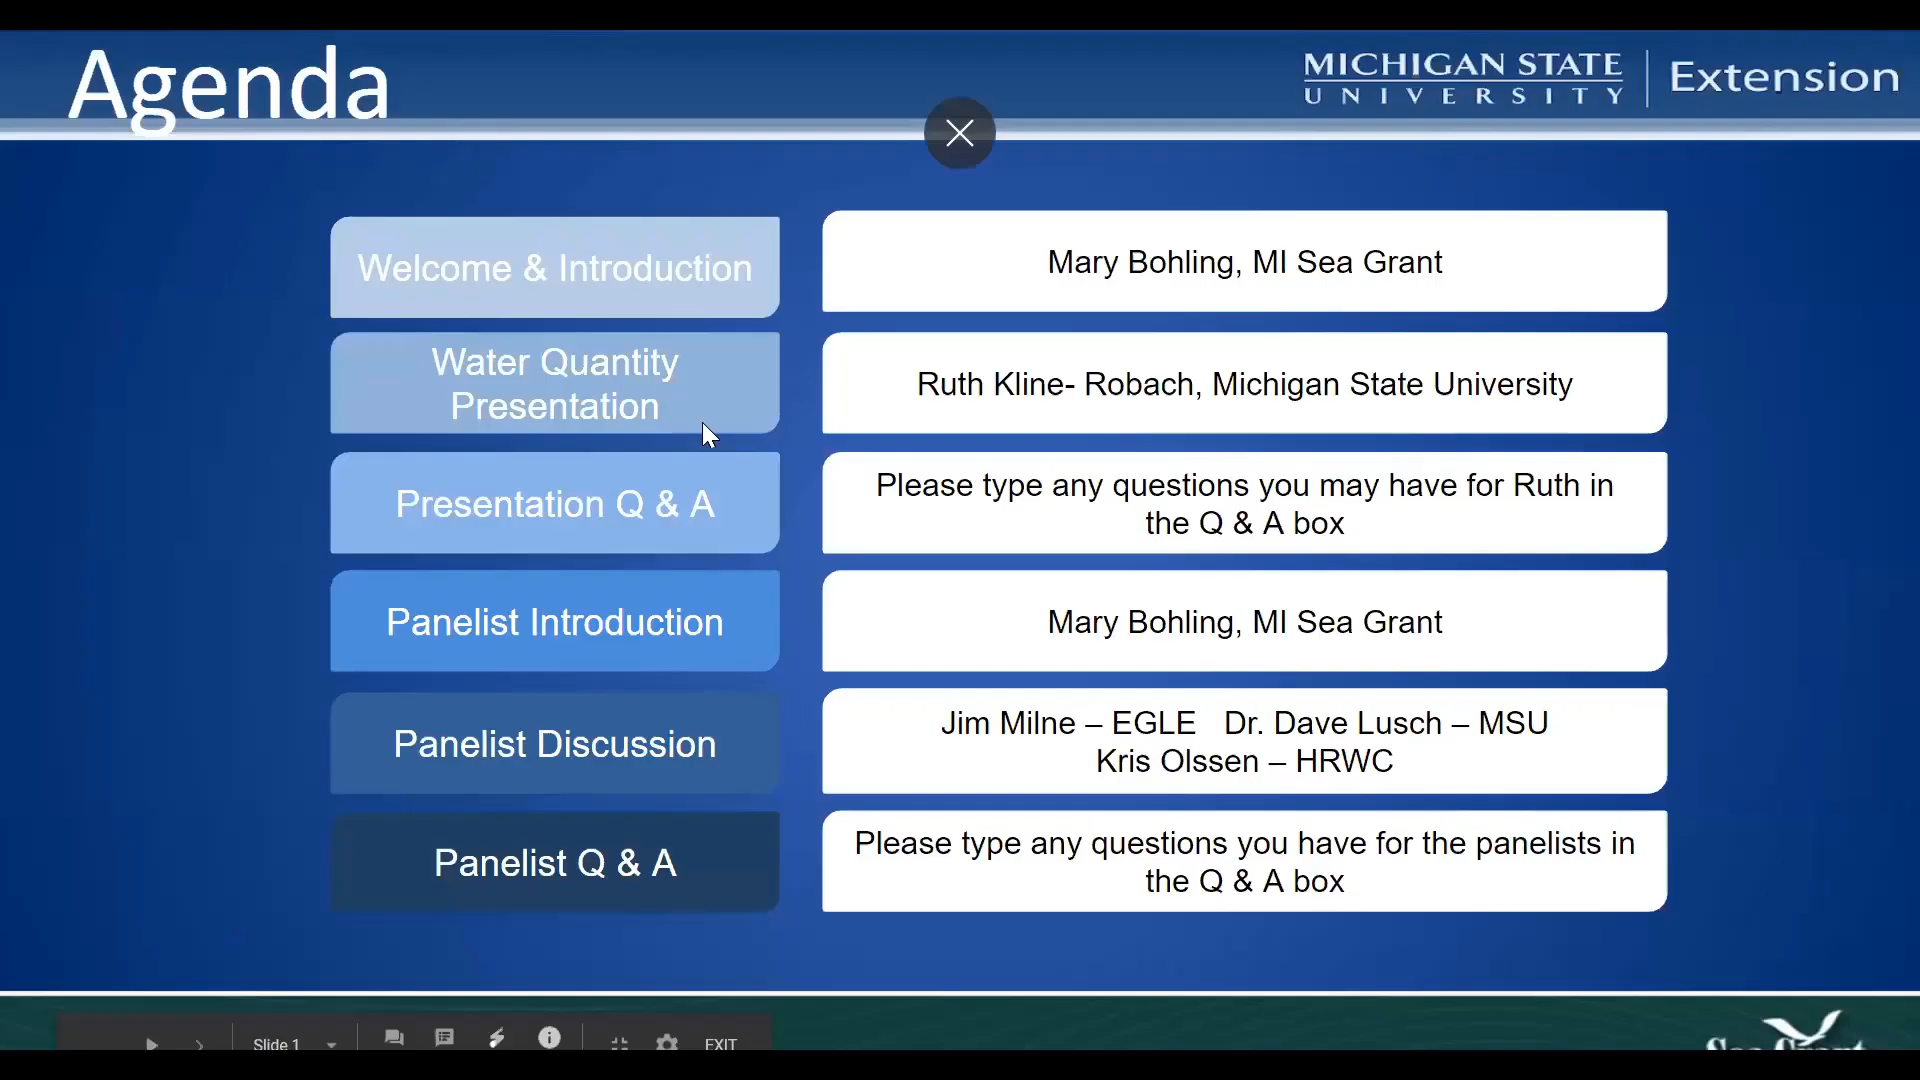 Agenda
MICHIGAN STATE
UNIVERSITY
Extension
Welcome & Introduction
Mary Bohling, MI Sea Grant
Water Quantity
Presentation
Ruth Kline- Robach, Michigan State University
Presentation Q & A
Please type any questions you may have for Ruth in
the Q & A box
Panelist Introduction
Mary Bohling, MI Sea Grant
Panelist Discussion
Jim Milne – EGLE   Dr. Dave Lusch – MSU
Kris Olssen – HRWC
Panelist Q & A
Please type any questions you have for the panelists in
the Q & A box
Slide 1
EXIT
Sea Grant